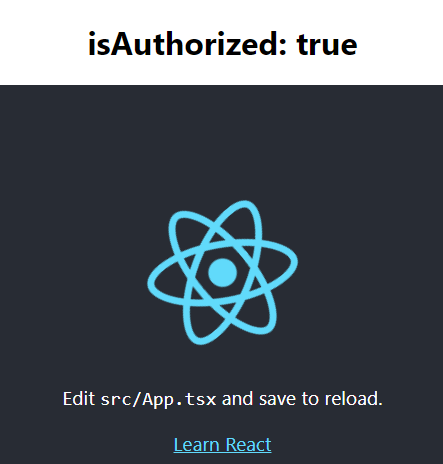 isAuthorized: true
Edit src/App.tsx and save to reload.
Learn React